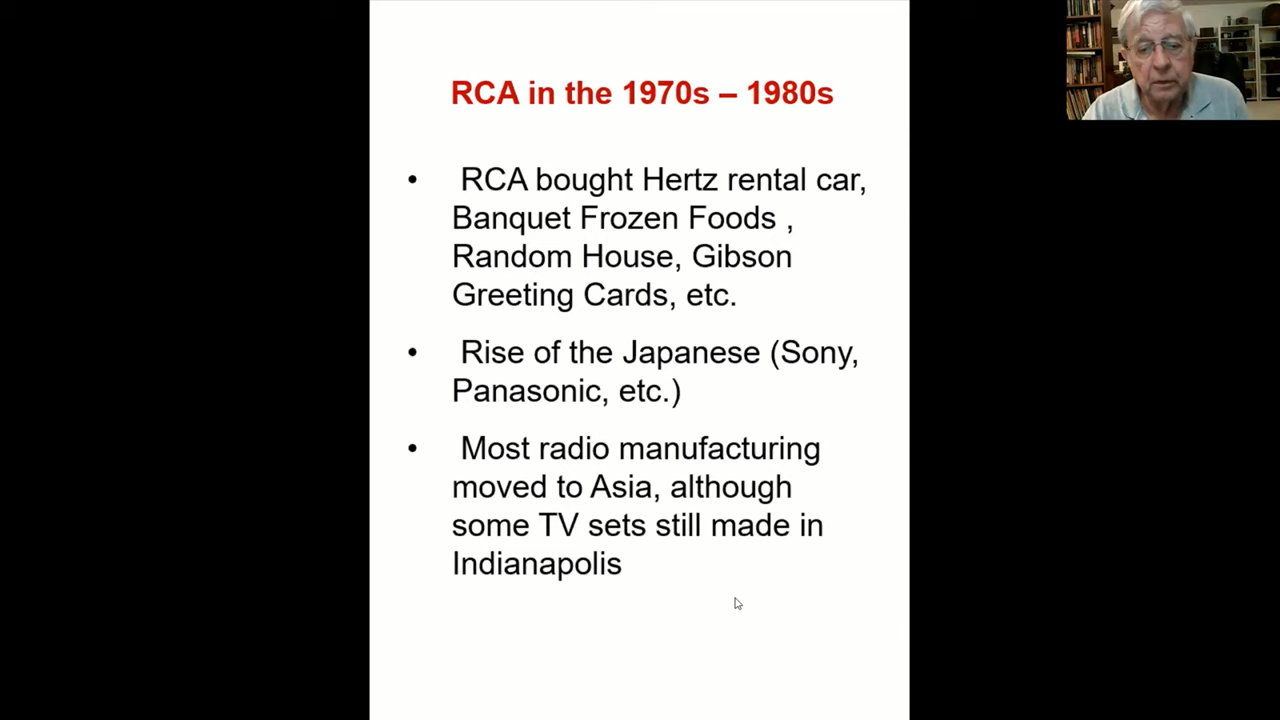 RCA in the 1970s – 1980s
• RCA bought Hertz rental car,
Banquet Frozen Foods ,
Random House, Gibson
Greeting Cards, etc.
• Rise of the Japanese (Sony,
Panasonic, etc.)
• Most radio manufacturing
moved to Asia, although
some TV sets still made in
Indianapolis